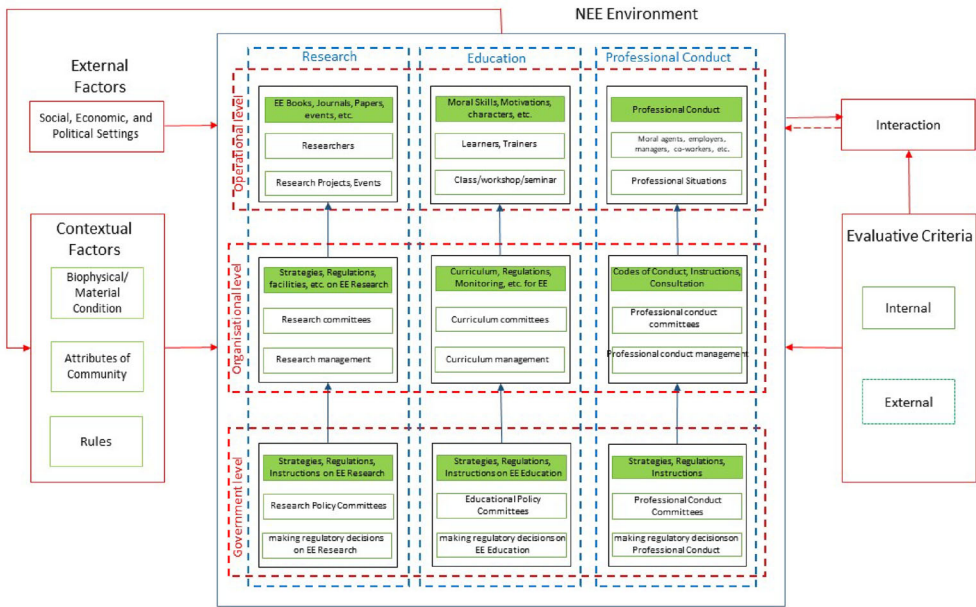 NEE Environment
External
Factors
Social, Economic, and
Political Settings
Contextual
Factors
Biophysical/
Material
Condition
Attributes of
Community
Rules
Research
Education
Professional Conduct
Operational level
EE Books, Journals, Papers,
events, etc.
Researchers
Research Projects, Events
Moral Skills, Motivations,
characters, etc.
Learners, Trainers
Class/workshop/seminar
Professional Conduct
Moral agents, employers,
managers, co-workers, etc.
Professional Situations
Organisational level
Strategies, Regulations,
facilities, etc. on EE Research
Research committees
Research management
Curriculum, Regulations,
Monitoring, etc. for EE
Curriculum committees
Curriculum management
Codes of Conduct, Instructions,
Consultation
Professional conduct
committees
Professional conduct management
Government level
Strategies, Regulations,
Instructions on EE Research
Research Policy Committees
making regulatory decisions
on EE Research
Strategies, Regulations,
Instructions on EE Education
Educational Policy
Committees
making regulatory decisionson
EE Education
Strategies, Regulations,
Instructions
Professional Conduct
Committees
making regulatory decisionson
Professional Conduct
Interaction
Evaluative Criteria
Internal
External